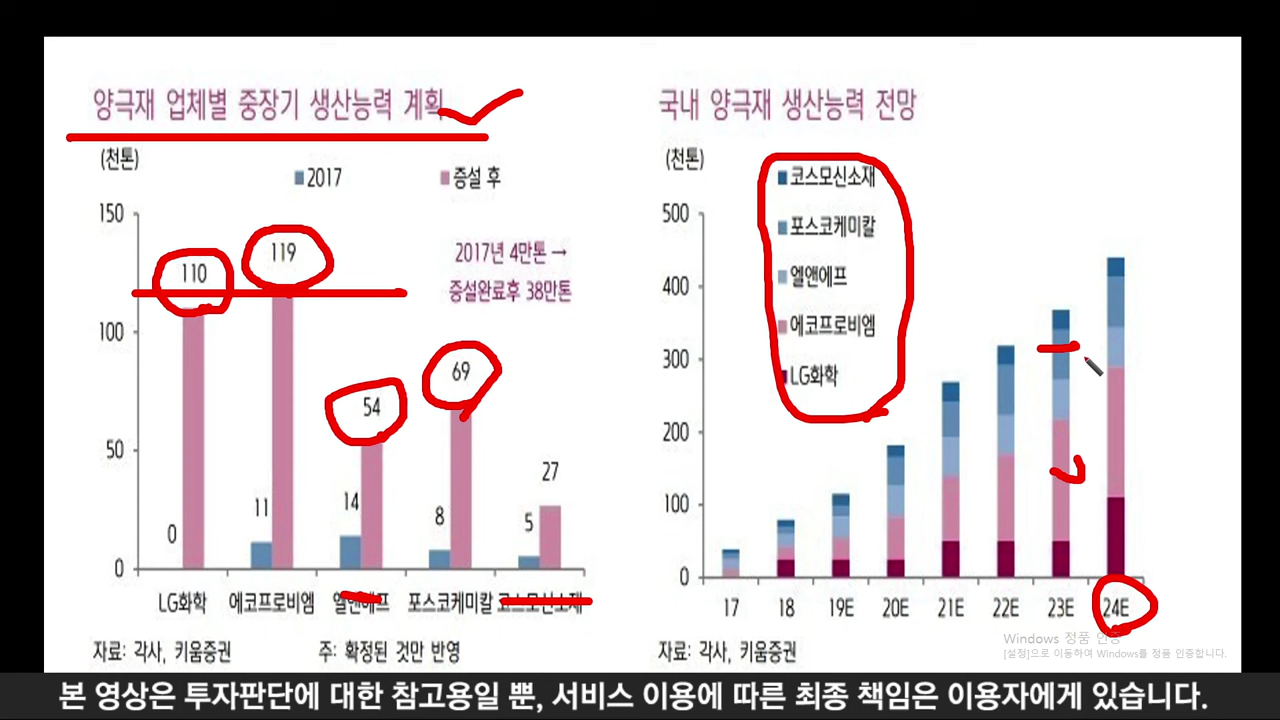 양극재 업체별 중장기 생산능력 계획
(천톤)
2017
증설 후
150
100
50
0
110
119
54
69
27
0
11
14
8
5
2017년 4만톤 →
증설완료후 38만톤
LG화학
에코프로비엠
엘앤에프
포스코케미칼
코스모신소재
자료: 각사, 키움증권
주: 확정된 것만 반영
국내 양극재 생산능력 전망
(천톤)
코스모신소재
포스코케미칼
엘앤에프
에코프로비엠
LG화학
500
400
300
200
100
0
17
18
19E
20E
21E
22E
23E
24E
자료: 각사, 키움증권
Windows 정품 인증
[설정]으로 이동하여 Windows를 정품 인증합니다.
본 영상은 투자판단에 대한 참고용일 뿐, 서비스 이용에 따른 최종 책임은 이용자에게 있습니다.